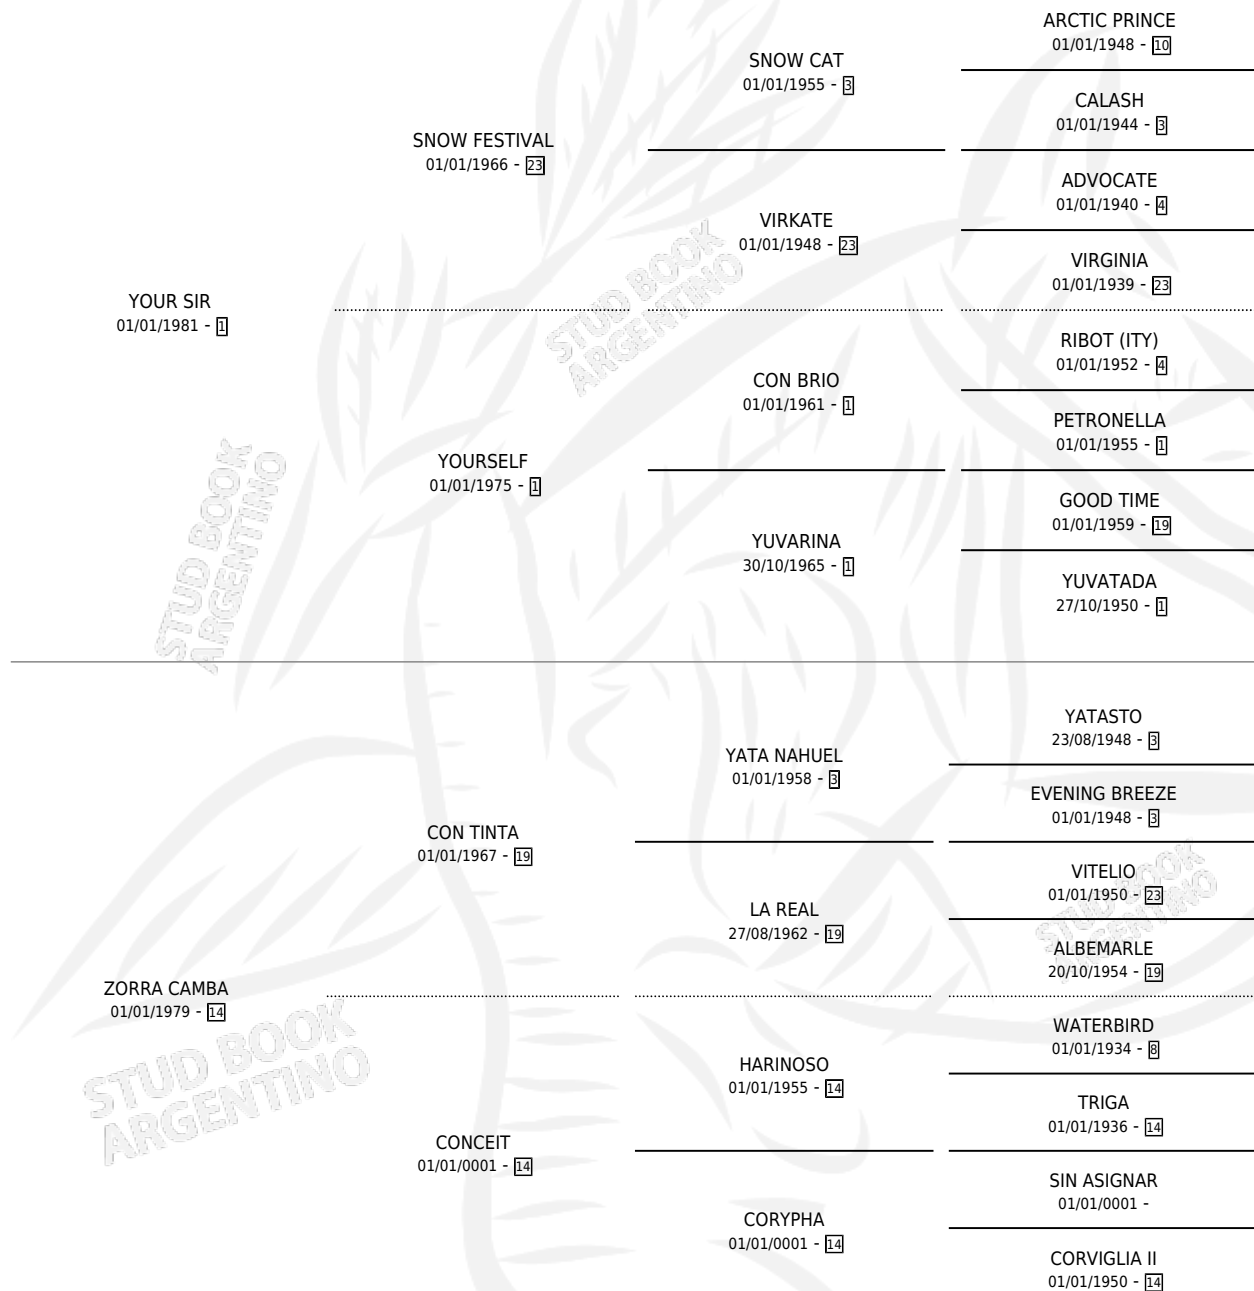 ARCTIC PRINCE
01/01/1948 - 10
SNOW CAT
01/01/1955 - 3
CALASH
01/01/1944 - 3
SNOW FESTIVAL
01/01/1966 - 23
ADVOCATE
01/01/1940 - 4
VIRKATE
01/01/1948 - 23
VIRGINIA
01/01/1939 - 23
YOUR SIR
01/01/1981 - 1
RIBOT (ITY)
01/01/1952 - 4
CON BRIO
01/01/1961 - 1
PETRONELLA
01/01/1955 - 1
YOURSELF
01/01/1975 - 1
GOOD TIME
01/01/1959 - 19
YUVARINA
30/10/1965 - 1
YUVATADA
27/10/1950 - 1
YATASTO
23/08/1948 - 3
YATA NAHUEL
01/01/1958 - 3
EVENING BREEZE
01/01/1948 - 3
CON TINTA
01/01/1967 - 19
VITELIO
01/01/1950 - 23
LA REAL
27/08/1962 - 19
ALBEMARLE
20/10/1954 - 19
ZORRA CAMBA
01/01/1979 - 14
WATERBIRD
01/01/1934 - 8
HARINOSO
01/01/1955 - 14
TRIGA
01/01/1936 - 14
CONCEIT
01/01/0001 - 14
SIN ASIGNAR
01/01/0001 -
CORYPHA
01/01/0001 - 14
CORVIGLIA II
01/01/1950 - 14
STUD BOOK
ARGENTINO
STUD BOOK
ARGENTINO
STUD BOOK
ARGENTINO
STUD BOOK
ARGENTINO